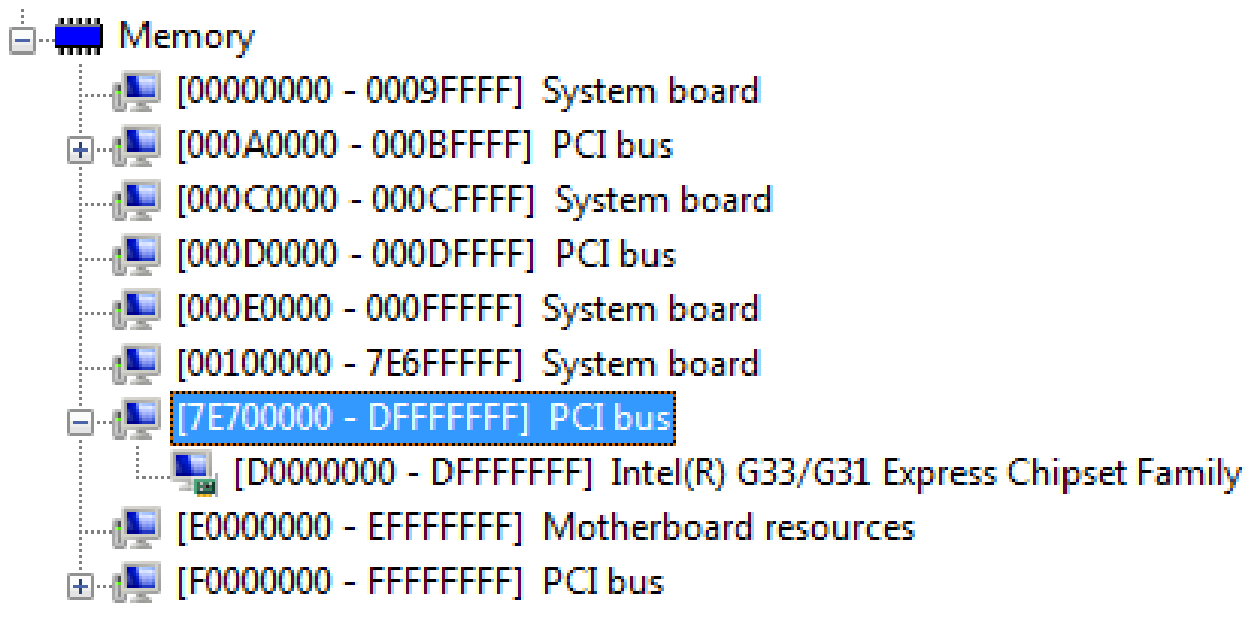 Memory
[00000000 - 0009FFFF] System board
[000A0000 - 000BFFFF] PCI bus
[000C0000 - 000CFFFF] System board
[000D0000 - 000DFFFF] PCI bus
[000E0000 - 000FFFFF] System board
[00100000 - 7E6FFFFF] System board
[7E700000 - DFFFFFFF] PCI bus
[D0000000 - DFFFFFFF] Intel(R) G33/G31 Express Chipset Family
[E0000000 - EFFFFFFF] Motherboard resources
[F0000000 - FFFFFFFF] PCI bus